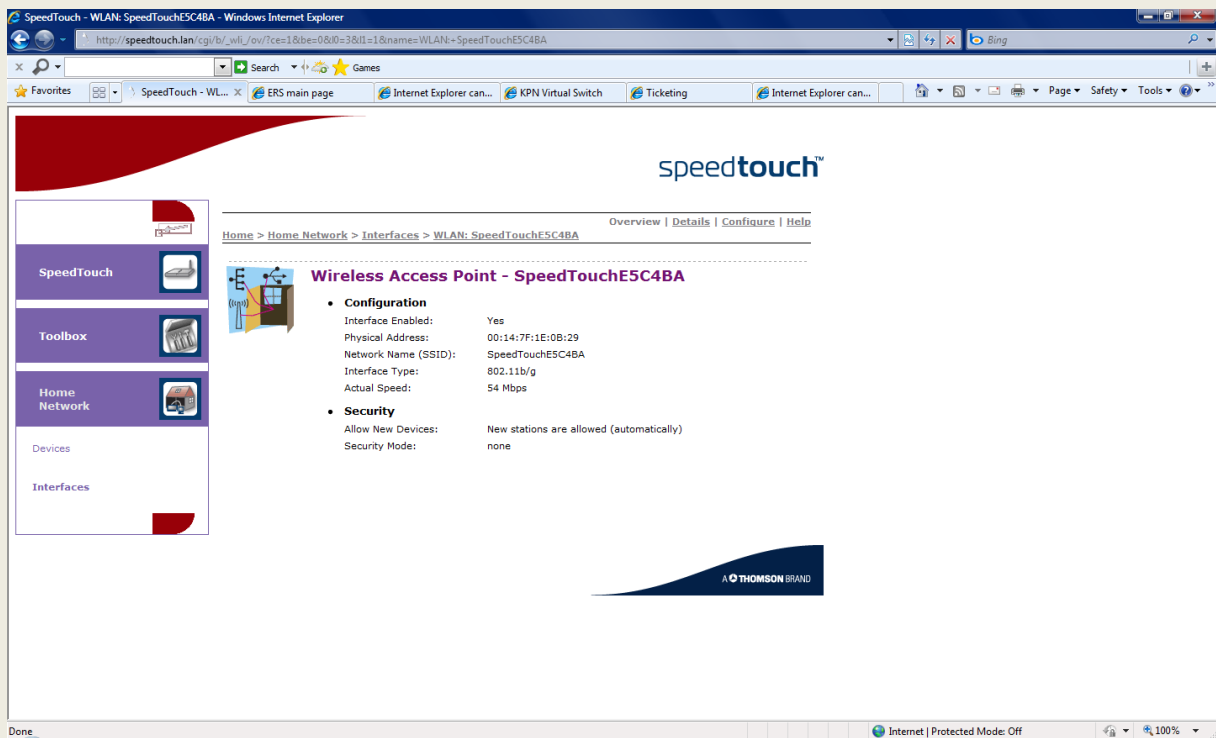 SpeedTouch - WLAN: SpeedTouchE5C4BA - Windows Internet Explorer
http://speedtouch.lan/cgi/b/_wli_/ov/?ce=1&be=0&l0=3&l1=1&name=WLAN:+SpeedTouchE5C4BA
Bing
Search
Games
Favorites
SpeedTouch - WL...
ERS main page
Internet Explorer can...
KPN Virtual Switch
Ticketing
Internet Explorer can...
Page
Safety
Tools
speedtouch™
Overview | Details | Configure | Help
Home > Home Network > Interfaces > WLAN: SpeedTouchE5C4BA
SpeedTouch
Toolbox
Home
Network
Devices
Interfaces
Wireless Access Point - SpeedTouchE5C4BA
• Configuration
Interface Enabled: Yes
Physical Address: 00:14:7F:1E:0B:29
Network Name (SSID): SpeedTouchE5C4BA
Interface Type: 802.11b/g
Actual Speed: 54 Mbps
• Security
Allow New Devices: New stations are allowed (automatically)
Security Mode: none
A THOMSON BRAND
Done
Internet | Protected Mode: Off
100%